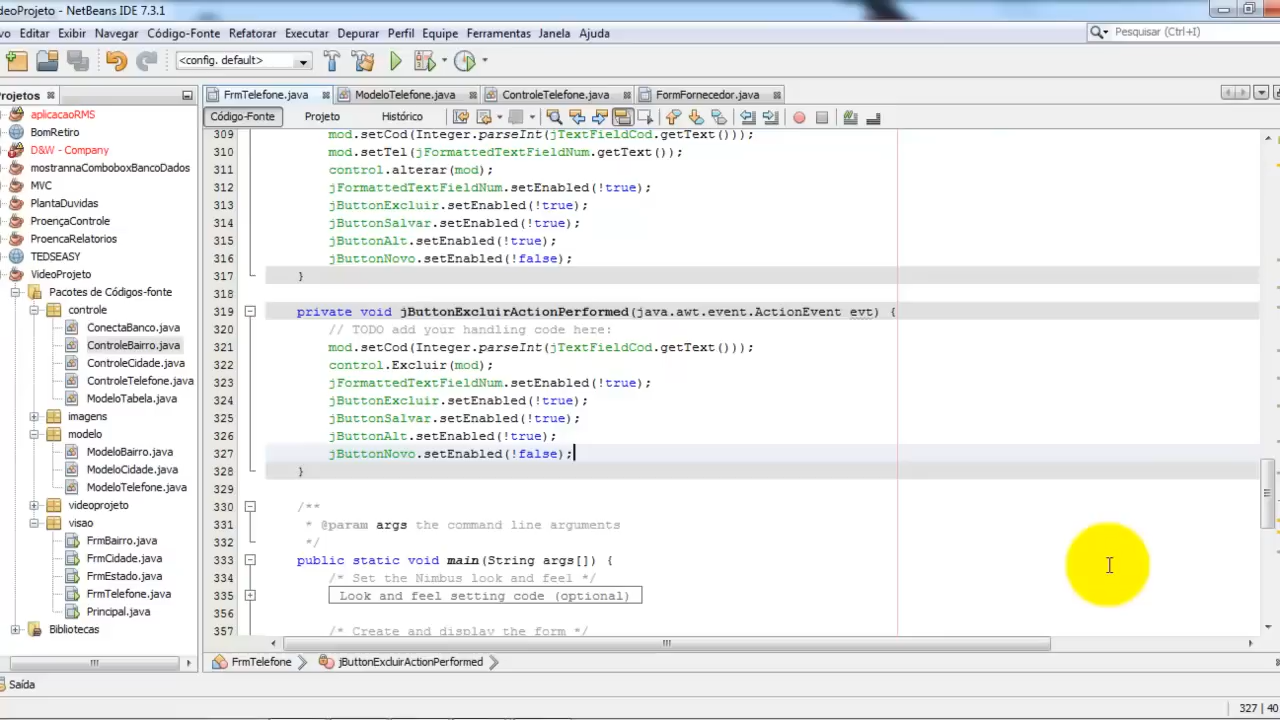 deoProjeto - NetBeans IDE 7.3.1
vo Editar Exibir Navegar Código-Fonte Refatorar Executar Depurar Perfil Equipe Ferramentas Janela Ajuda
Pesquisar (Ctrl+I)
<config. default>
Projetos
FrmTelefone.java
ModeloTelefone.java
ControleTelefone.java
FormFornecedor.java
Código-Fonte Projeto Histórico
aplicacaoRMS
BomRetiro
D&W - Company
mostrannaComboboxBancoDados
MVC
PlantaDuvidas
ProençaControle
ProencaRelatorios
TEDSEASY
VideoProjeto
Pacotes de Códigos-fonte
controle
ConectaBanco.java
ControleBairro.java
ControleCidade.java
ControleTelefone.java
ModeloTabela.java
imagens
modelo
ModeloBairro.java
ModeloCidade.java
ModeloTelefone.java
videoprojeto
visao
FrmBairro.java
FrmCidade.java
FrmEstado.java
FrmTelefone.java
Principal.java
Bibliotecas
309 mod.setCod(Integer.parseInt(jTextFieldCod.getText()));
310 mod.setTel(jFormattedTextFieldNum.getText());
311 control.alterar(mod);
312 jFormattedTextFieldNum.setEnabled(!true);
313 jButtonExcluir.setEnabled(!true);
314 jButtonSalvar.setEnabled(!true);
315 jButtonAlt.setEnabled(!true);
316 jButtonNovo.setEnabled(!false);
317 }
318
319 private void jButtonExcluirActionPerformed(java.awt.event.ActionEvent evt) {
320 // TODO add your handling code here:
321 mod.setCod(Integer.parseInt(jTextFieldCod.getText()));
322 control.Excluir(mod);
323 jFormattedTextFieldNum.setEnabled(!true);
324 jButtonExcluir.setEnabled(!true);
325 jButtonSalvar.setEnabled(!true);
326 jButtonAlt.setEnabled(!true);
327 jButtonNovo.setEnabled(!false);
328 }
329
330 /**
331 * @param args the command line arguments
332 */
333 public static void main(String args[]) {
334 /* Set the Nimbus look and feel */
335 Look and feel setting code (optional)
356
357 /* Create and display the form */
FrmTelefone
jButtonExcluirActionPerformed
Saída
327 | 40